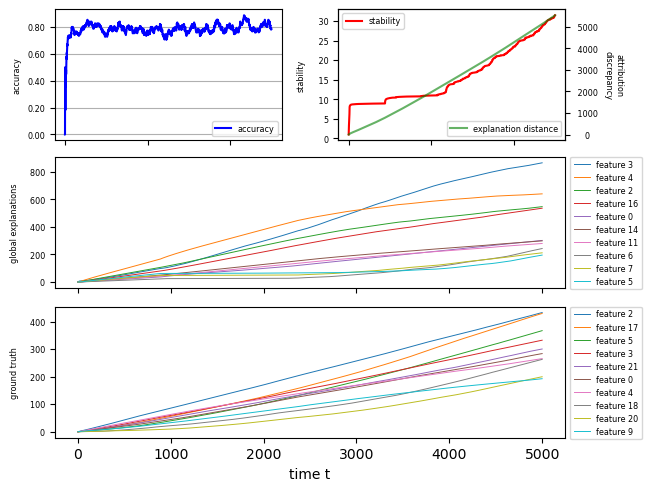 accuracy
0.80
0.60
0.40
0.20
0.00
accuracy
stability
30
25
20
15
10
5
0
stability
explanation distance
5000
4000
3000
2000
1000
0
attribution
dscrepancy
global explanations
800
600
400
200
0
feature 3
feature 4
feature 2
feature 16
feature 0
feature 14
feature 11
feature 6
feature 7
feature 5
ground truth
400
300
200
100
0
feature 2
feature 17
feature 5
feature 3
feature 21
feature 0
feature 4
feature 18
feature 20
feature 9
0 1000 2000 3000 4000 5000
time t